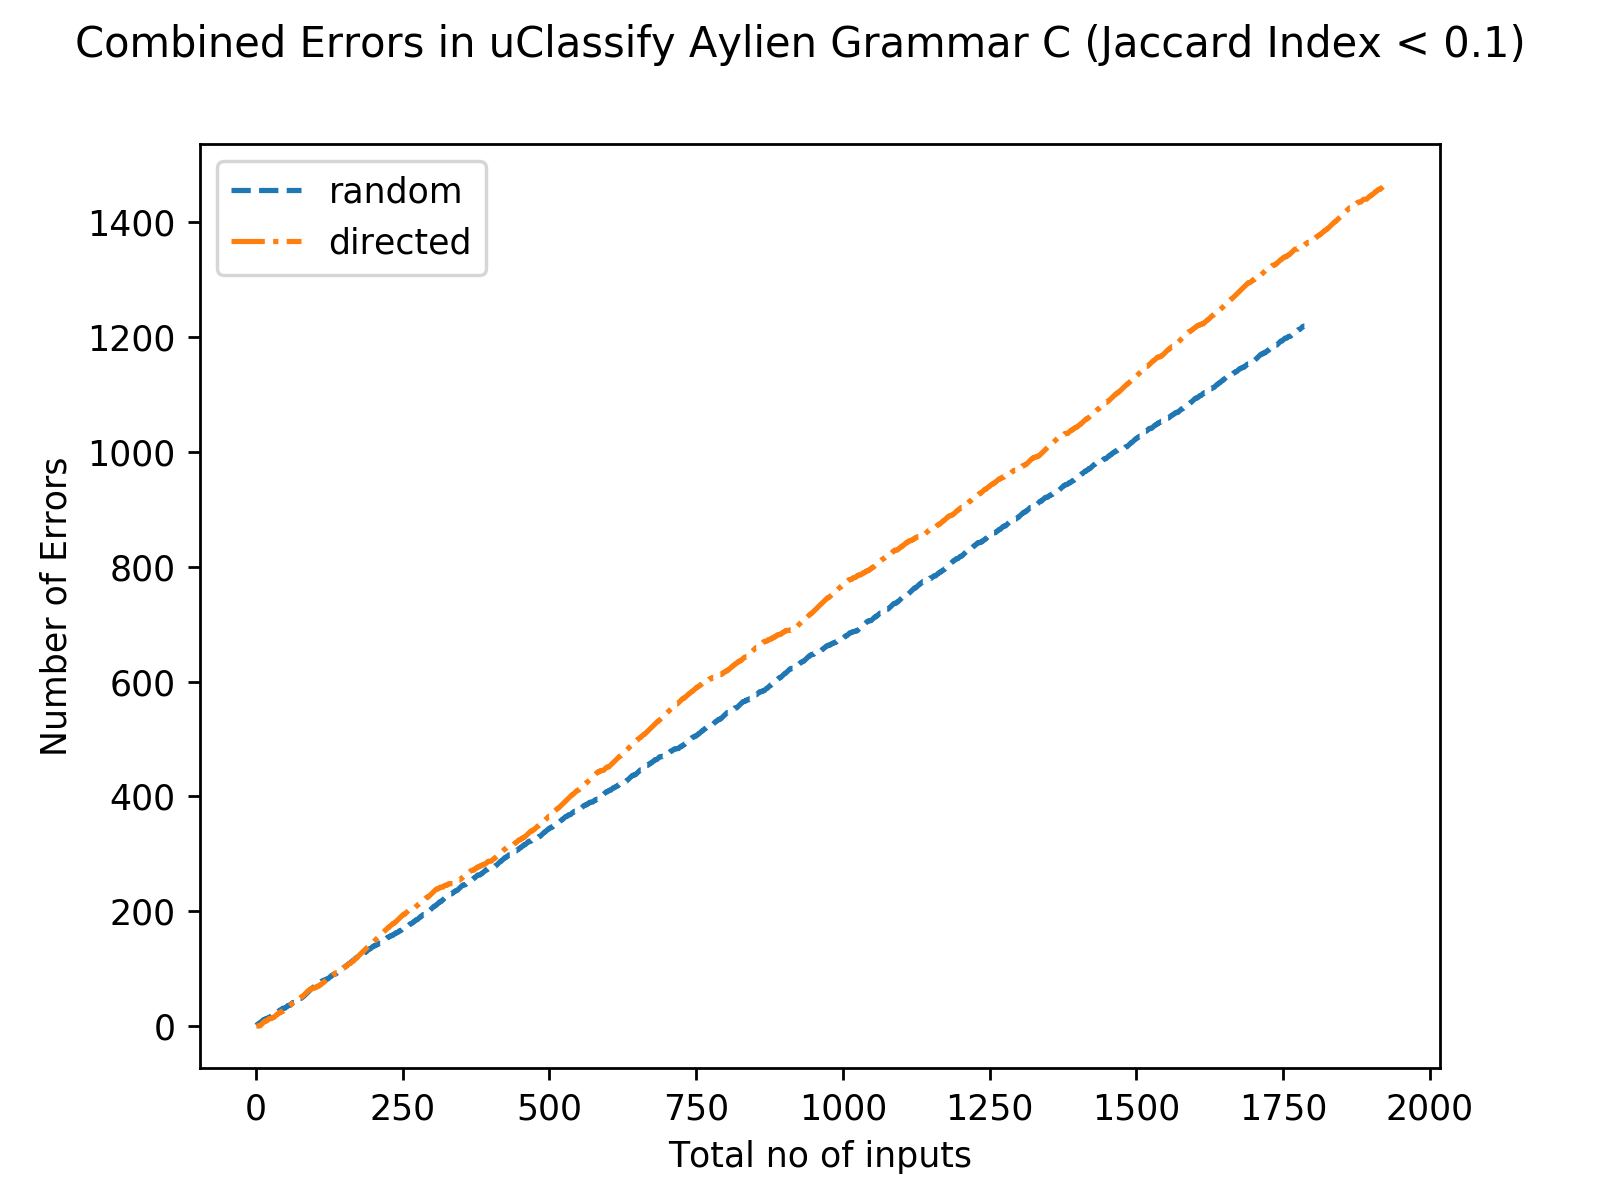 Combined Errors in uClassify Aylien Grammar C (Jaccard Index < 0.1)
random
directed
1400
1200
1000
800
600
400
200
0
Number of Errors
0 250 500 750 1000 1250 1500 1750 2000
Total no of inputs